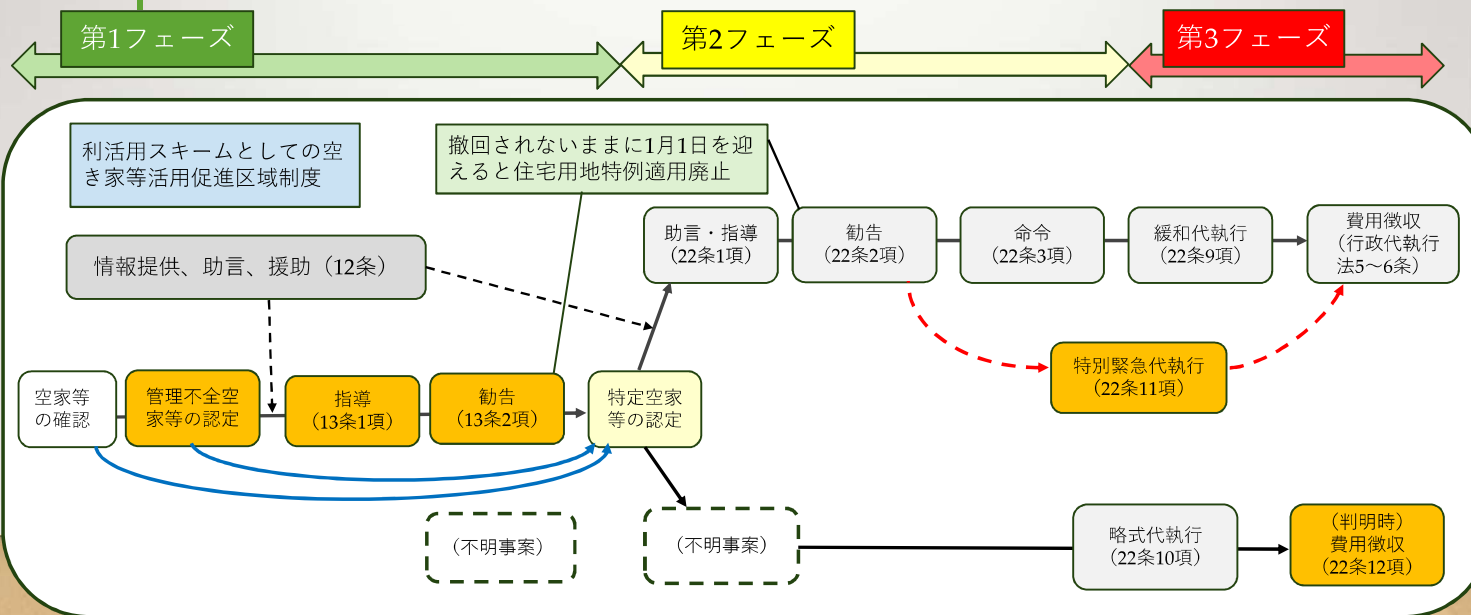 第1フェーズ
第2フェーズ
第3フェーズ
利活用スキームとしての空
き家等活用促進区域制度
撤回されないままに1月1日を迎
えると住宅用地特例適用廃止
情報提供、助言、援助（12条）
助言・指導
(22条1項)
勧告
(22条2項)
命令
(22条3項)
緩和代執行
(22条9項)
費用徴収
（行政代執行
法5～6条）
特別緊急代執行
(22条11項)
空家等
の確認
管理不全空
家等の認定
指導
(13条1項)
勧告
(13条2項)
特定空家
等の認定
（不明事案）
（不明事案）
略式代執行
(22条10項)
（判明時）
費用徴収
(22条12項)